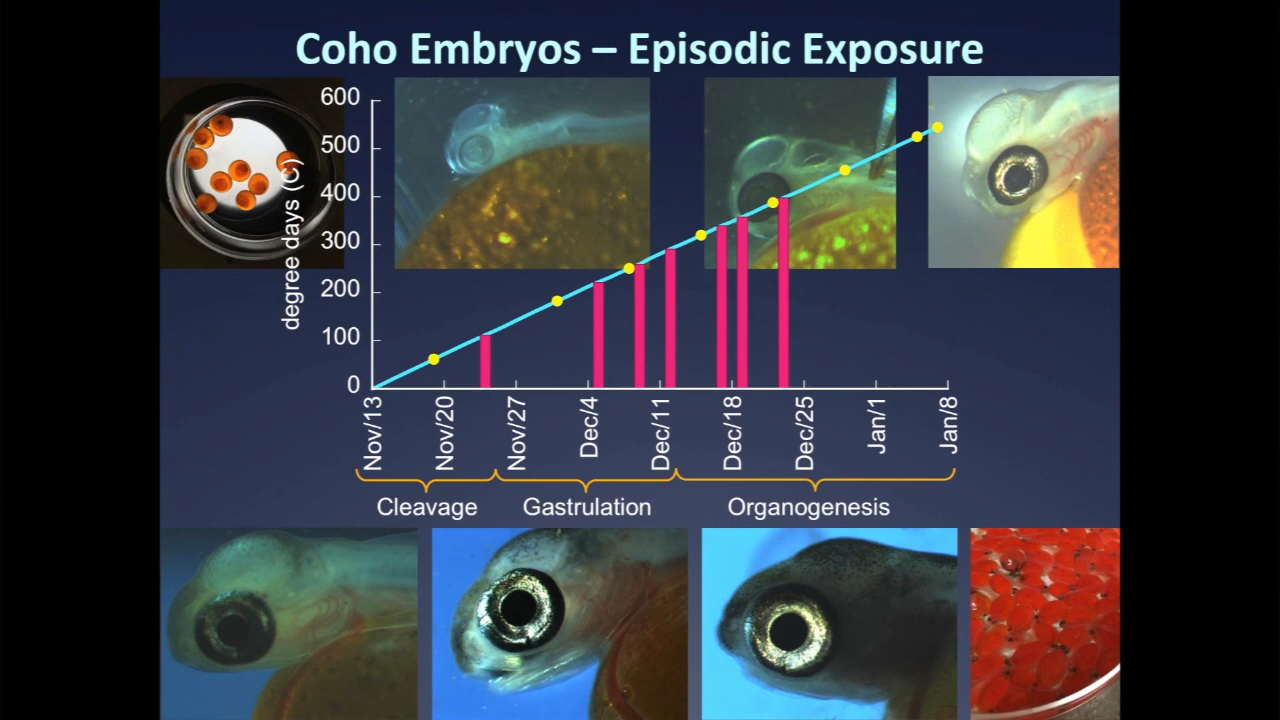 Coho Embryos – Episodic Exposure
degree days (C)
600
500
400
300
200
100
0
Nov/13
Nov/20
Nov/27
Dec/4
Dec/11
Dec/18
Dec/25
Jan/1
Jan/8
Cleavage
Gastrulation
Organogenesis